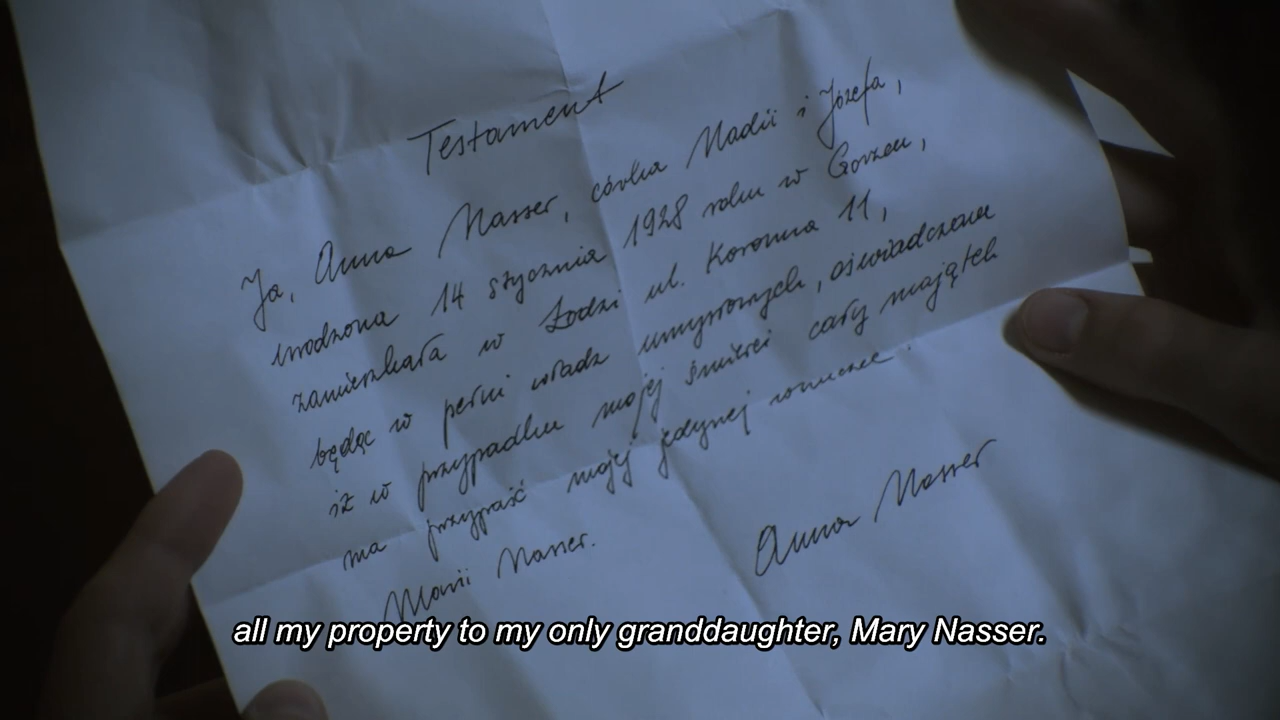 Testament
Ja, Anna Nasser, córka Nadii i Józefa,
urodzona 14 stycznia 1928 roku w Gorzen,
zamieszkała w Łodzi ul. Koronna 11,
będąc w pełni władz umysłowych, oświadczam
iż w przypadku mojej śmierci cały majątek
ma przypaść mojej jedynej wnuczce
Marii Nasser.
Anna Nasser
all my property to my only granddaughter, Mary Nasser.